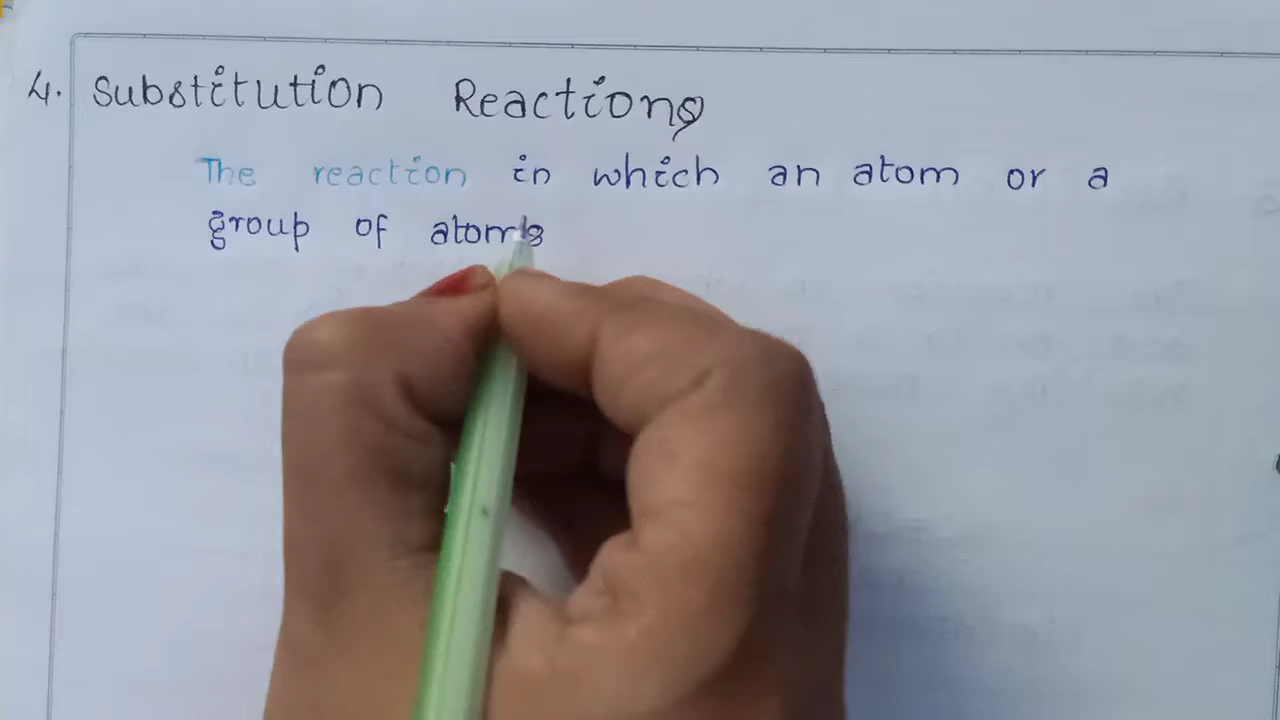 4. Substitution Reactions
The reaction in which an atom or a
group of atoms